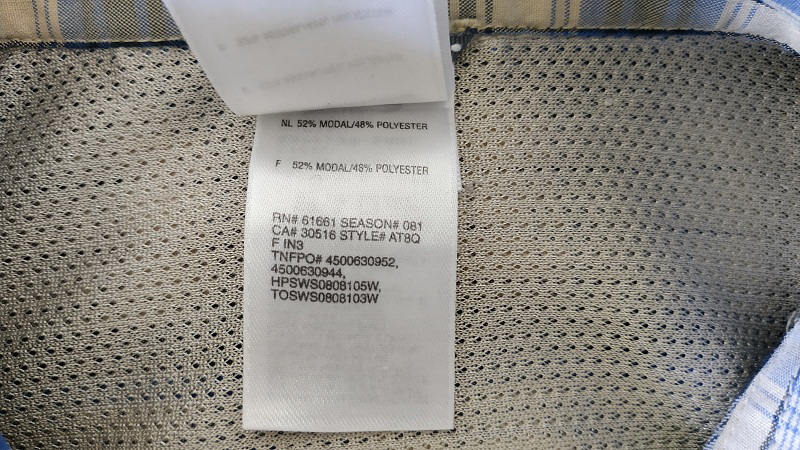 NL 52% MODAL/48% POLYESTER
F 52% MODAL/48% POLYESTER
RN# 61661 SEASON# 081
CA# 30516 STYLE# AT8Q
F IN3
TNFPO# 4500630952,
4500630944,
HPSWS0808105W,
TOSWS0808103W